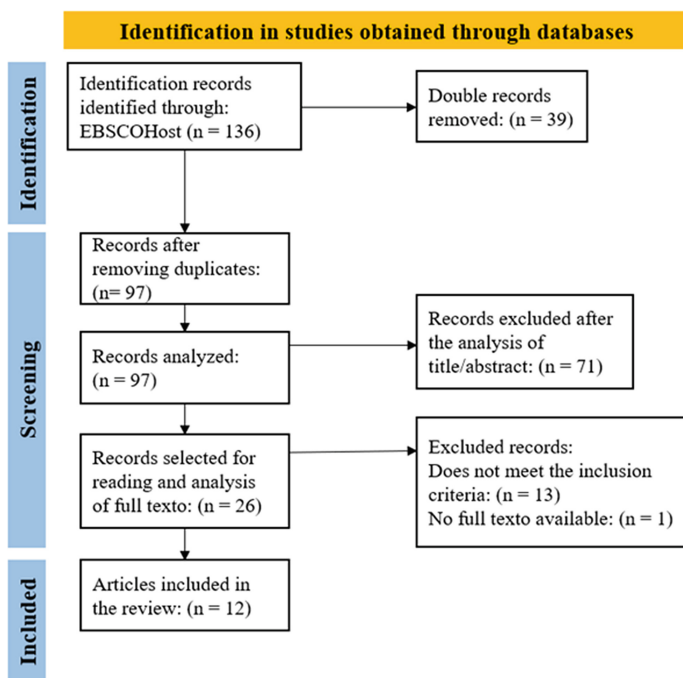 Identification in studies obtained through databases
Identification
Identification records
identified through:
EBSCOHost (n = 136)
Double records
removed: (n = 39)
Screening
Records after
removing duplicates:
(n= 97)
Records analyzed:
(n = 97)
Records excluded after
the analysis of
title/abstract: (n = 71)
Records selected for
reading and analysis
of full texto: (n = 26)
Excluded records:
Does not meet the inclusion
criteria: (n = 13)
No full texto available: (n = 1)
Included
Articles included in
the review: (n = 12)